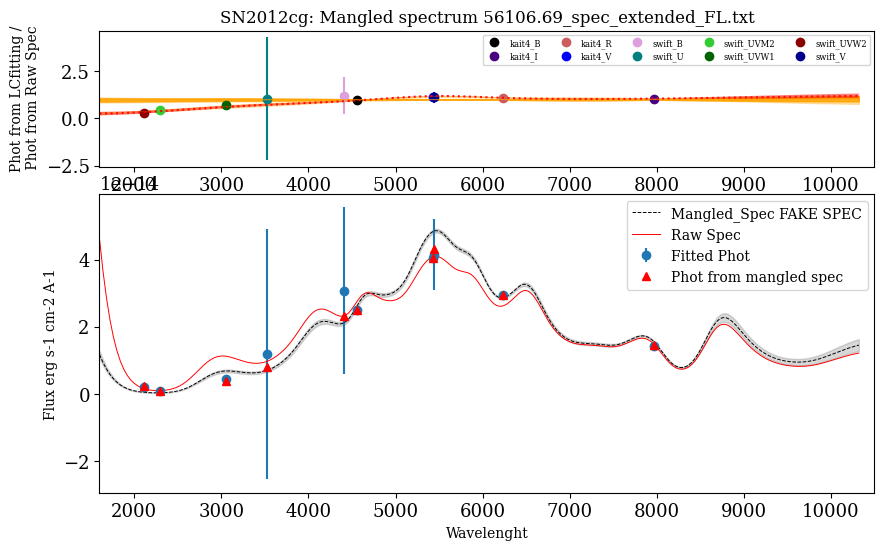 SN2012cg: Mangled spectrum 56106.69_spec_extended_FL.txt
Phot from LCfitting /
Phot from Raw Spec
2.5
0.0
−2.5
kait4_B kait4_R swift_B swift_UVM2 swift_UVW2
kait4_I kait4_V swift_U swift_UVW1 swift_V
2000 3000 4000 5000 6000 7000 8000 9000 10000
1e−14
Flux erg s-1 cm-2 A-1
4
2
0
−2
Mangled_Spec FAKE SPEC
Raw Spec
Fitted Phot
Phot from mangled spec
2000 3000 4000 5000 6000 7000 8000 9000 10000
Wavelenght